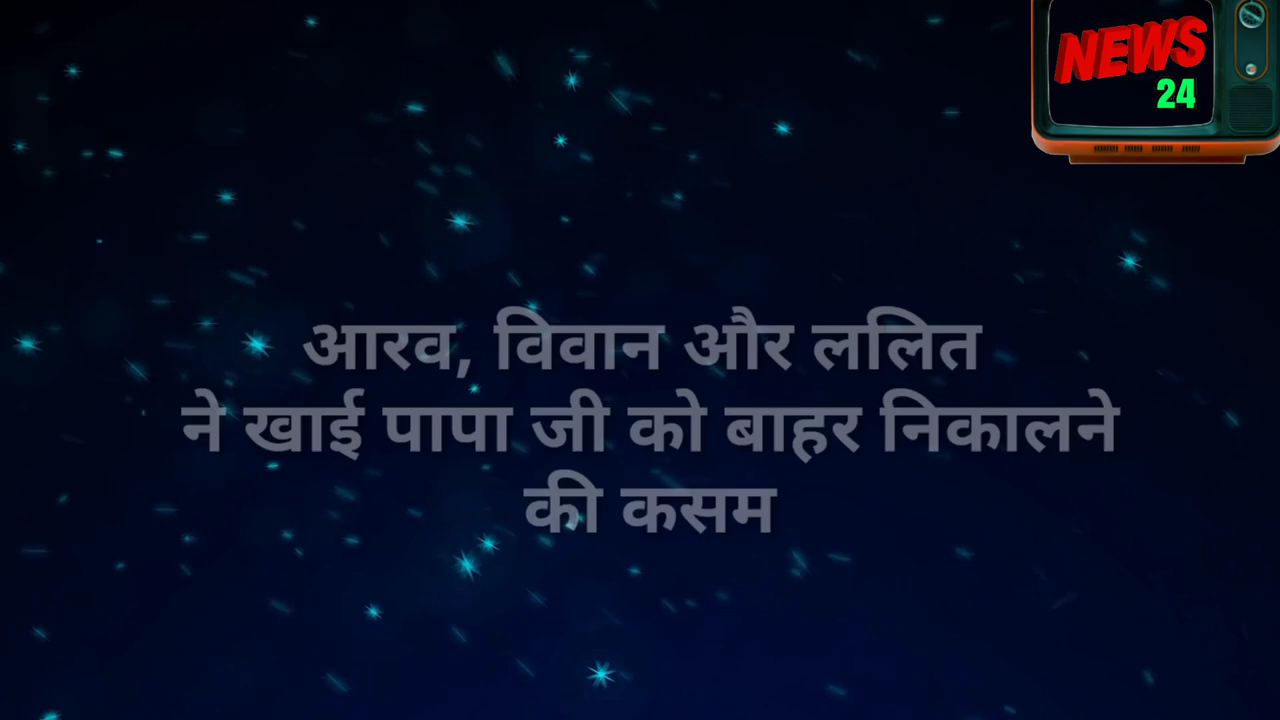 NEWS
24
आरव, विवान और ललित
ने खाई पापा जी को बाहर निकालने
की कसम